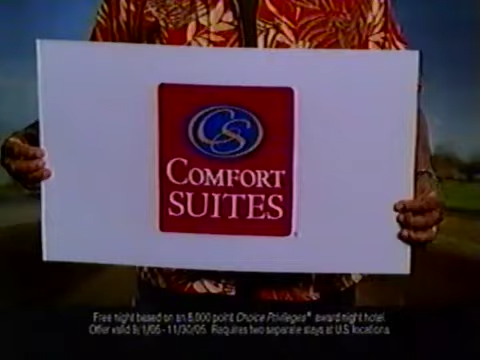 CS
COMFORT
SUITES
Free night based on an 8,000 point Choice Privileges® award night hotel.
Offer valid 9/1/05 - 11/30/05. Requires two separate stays at U.S. locations.